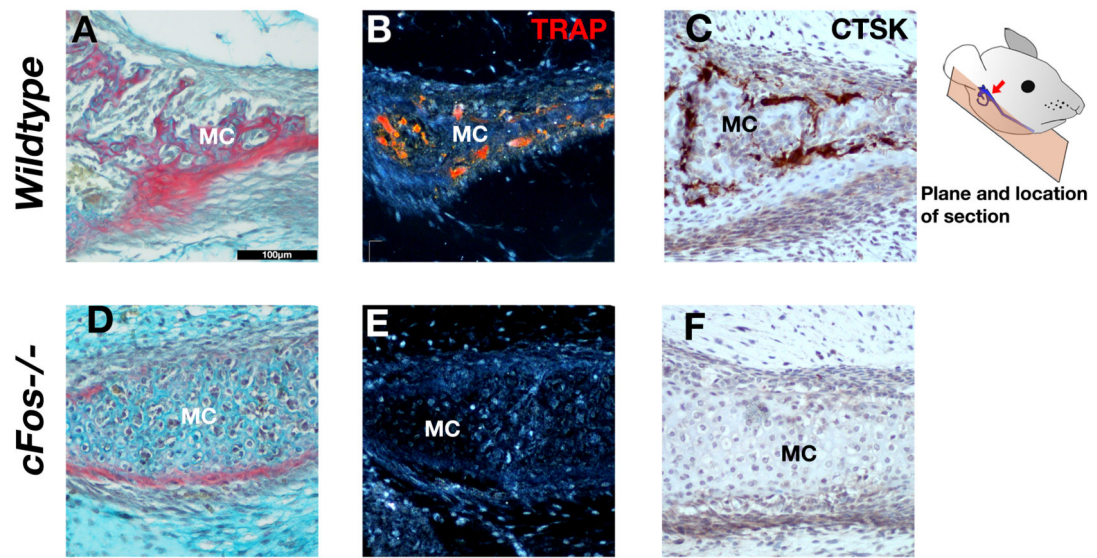 Wildtype
A
MC
100μm
B
TRAP
MC
C
CTSK
MC
Plane and location
of section
cFos-/-
D
MC
E
MC
F
MC